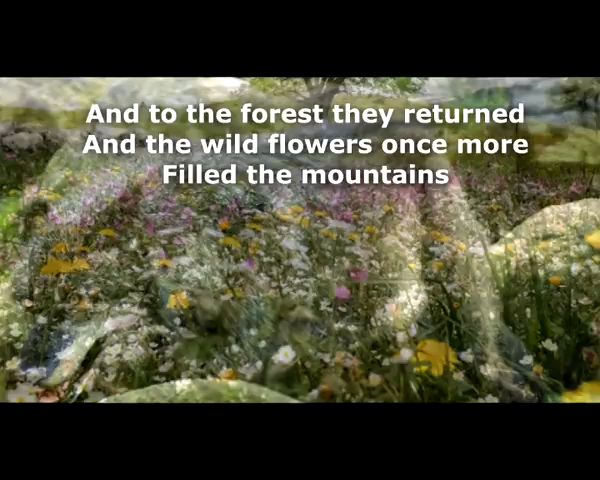 And to the forest they returned
And the wild flowers once more
Filled the mountains